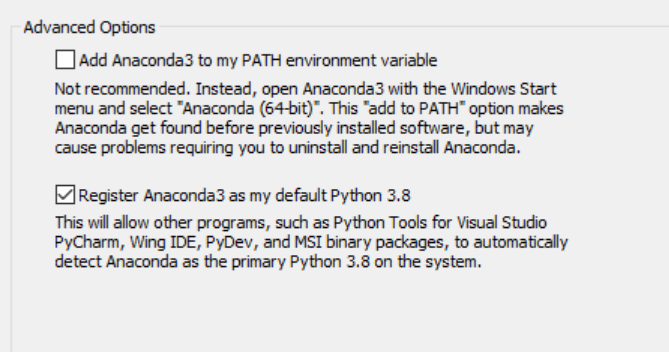 Advanced Options
Add Anaconda3 to my PATH environment variable
Not recommended. Instead, open Anaconda3 with the Windows Start
menu and select "Anaconda (64-bit)". This "add to PATH" option makes
Anaconda get found before previously installed software, but may
cause problems requiring you to uninstall and reinstall Anaconda.
Register Anaconda3 as my default Python 3.8
This will allow other programs, such as Python Tools for Visual Studio
PyCharm, Wing IDE, PyDev, and MSI binary packages, to automatically
detect Anaconda as the primary Python 3.8 on the system.